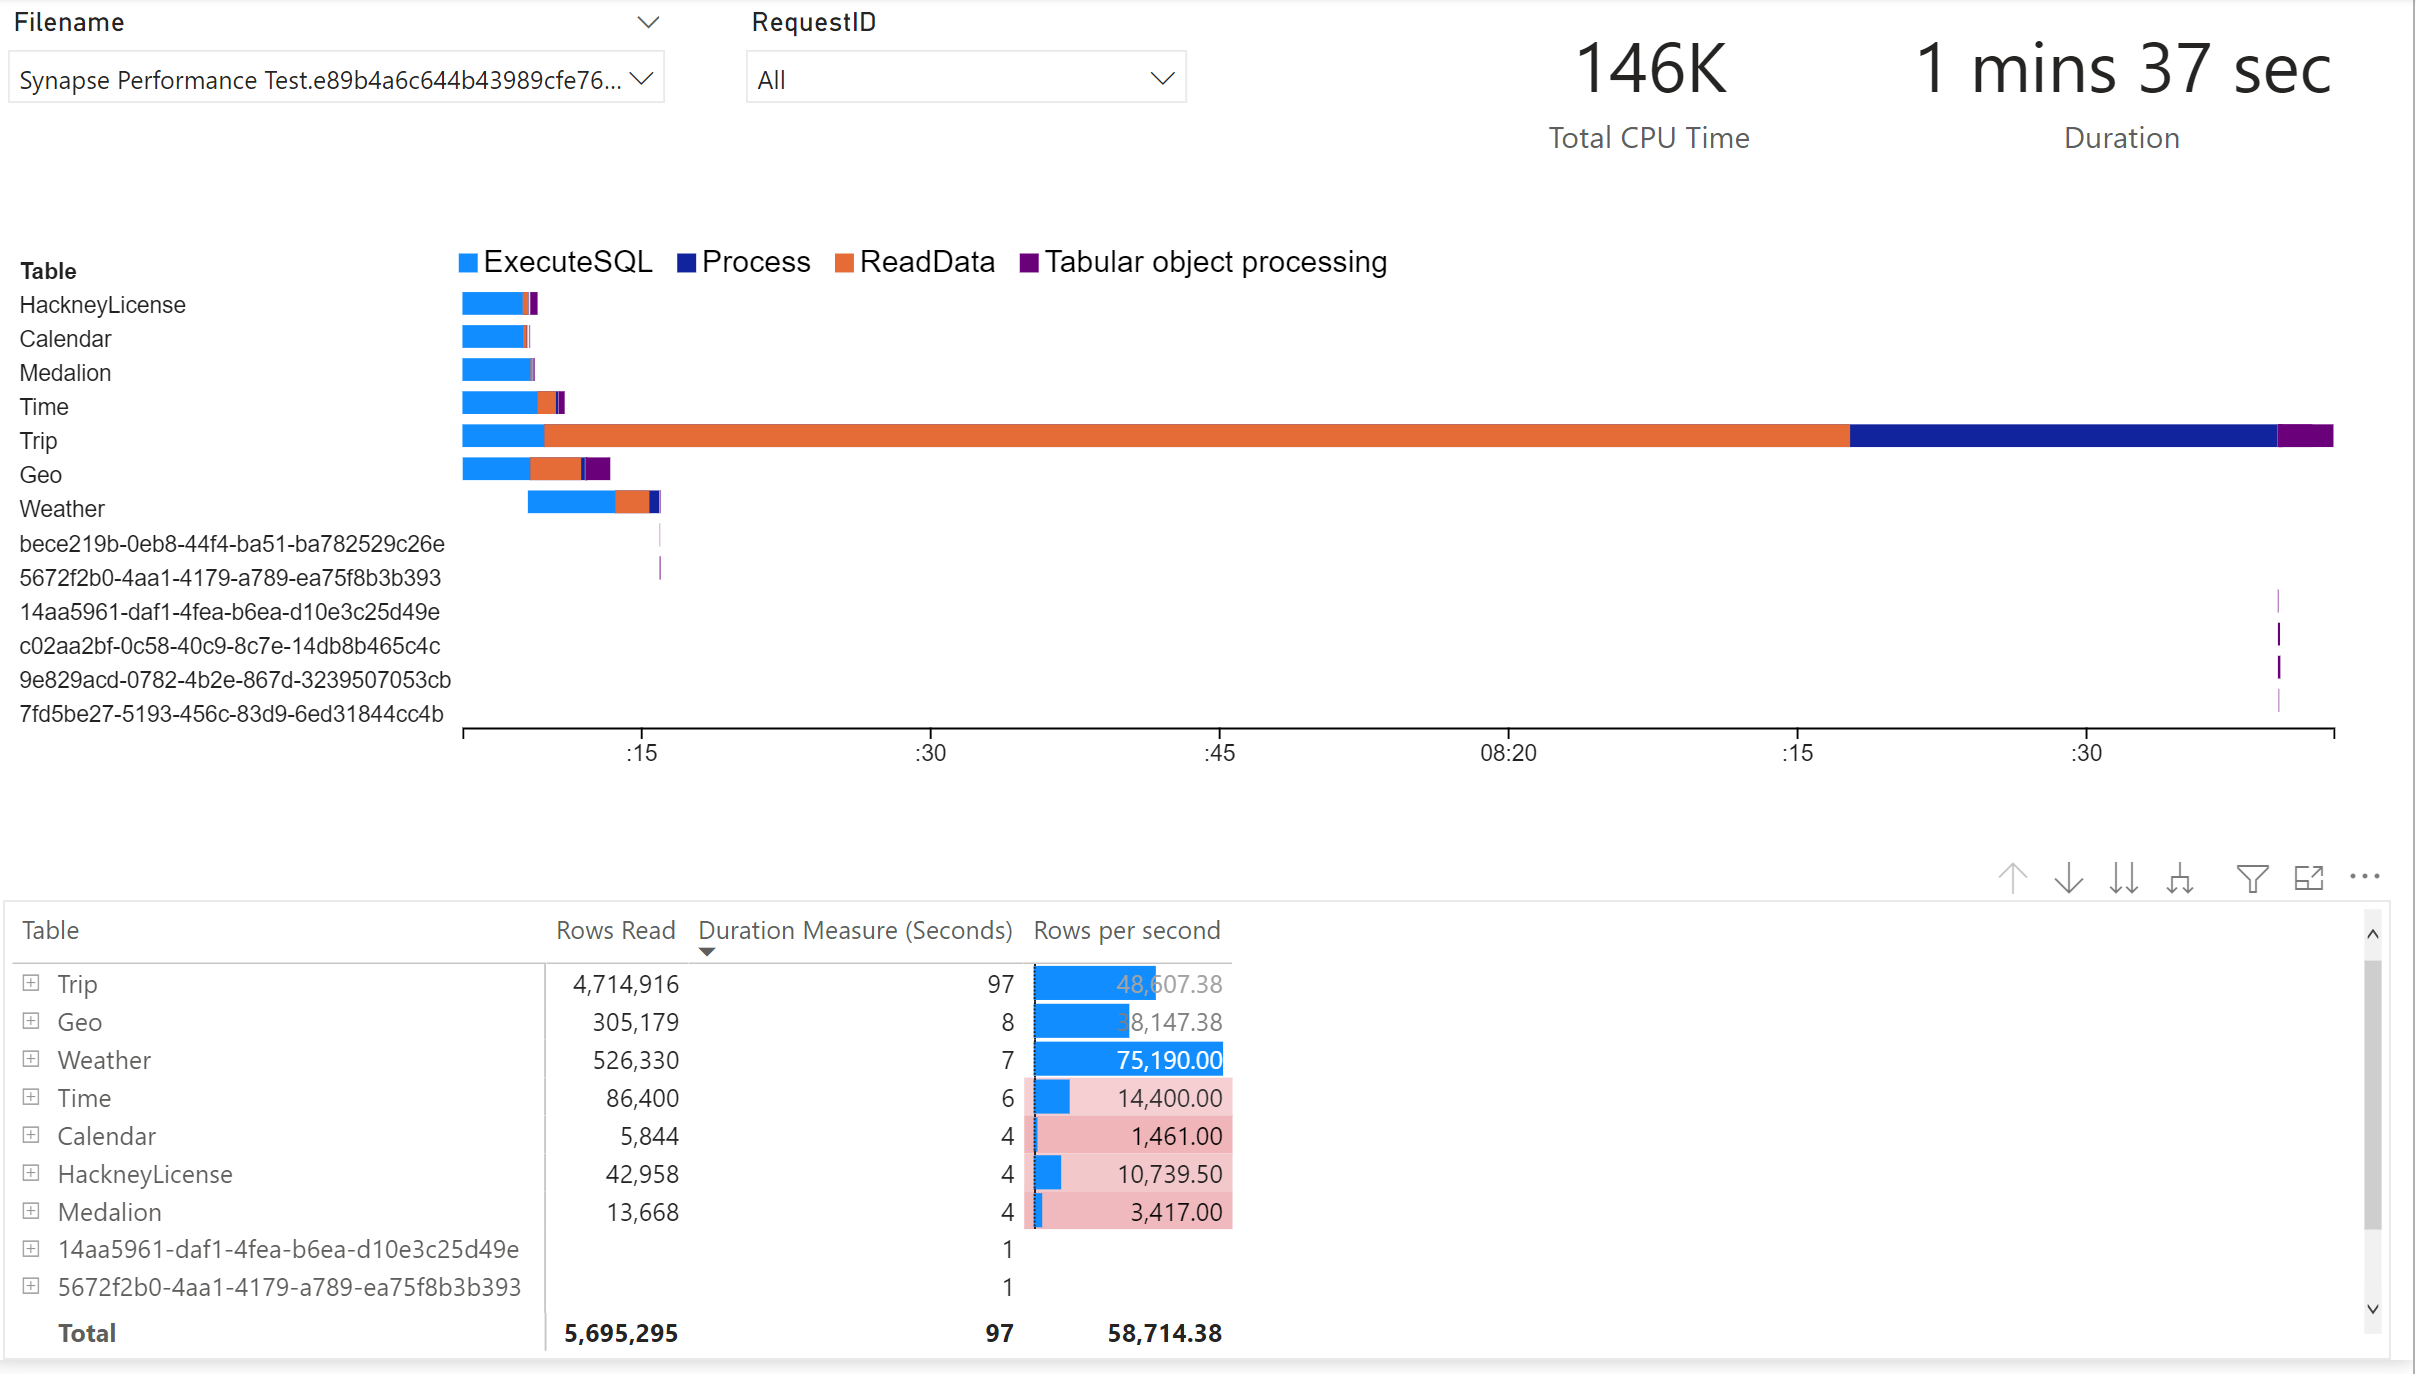 Filename
RequestID
Synapse Performance Test.e89b4a6c644b43989cfe76...
All
146K
1 mins 37 sec
Total CPU Time
Duration
ExecuteSQL Process ReadData Tabular object processing
Table
HackneyLicense
Calendar
Medalion
Time
Trip
Geo
Weather
bece219b-0eb8-44f4-ba51-ba782529c26e
5672f2b0-4aa1-4179-a789-ea75f8b3b393
14aa5961-daf1-4fea-b6ea-d10e3c25d49e
c02aa2bf-0c58-40c9-8c7e-14db8b465c4c
9e829acd-0782-4b2e-867d-3239507053cb
7fd5be27-5193-456c-83d9-6ed31844cc4b
:15 :30 :45 08:20 :15 :30
Table Rows Read Duration Measure (Seconds) Rows per second
Trip 4,714,916 97 48,607.38
Geo 305,179 8 38,147.38
Weather 526,330 7 75,190.00
Time 86,400 6 14,400.00
Calendar 5,844 4 1,461.00
HackneyLicense 42,958 4 10,739.50
Medalion 13,668 4 3,417.00
14aa5961-daf1-4fea-b6ea-d10e3c25d49e 1
5672f2b0-4aa1-4179-a789-ea75f8b3b393 1
Total 5,695,295 97 58,714.38